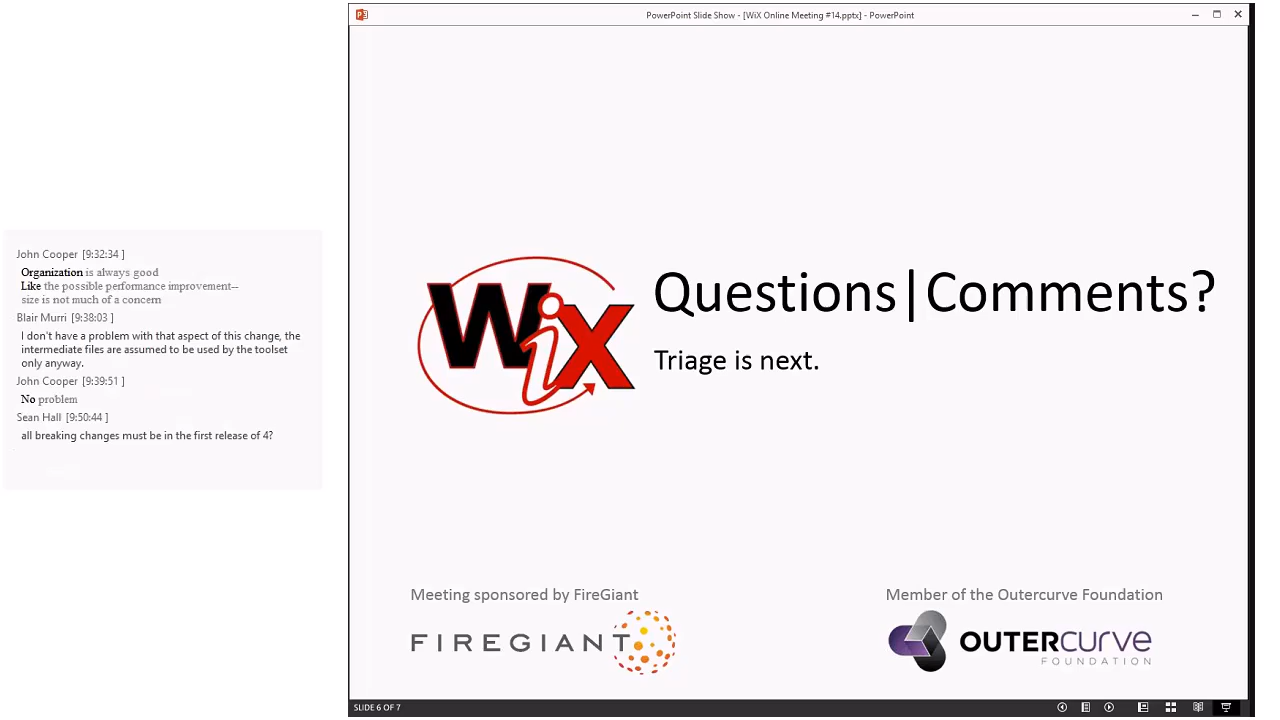 PowerPoint Slide Show - [WiX Online Meeting #14.pptx] - PowerPoint
John Cooper [9:32:34 ]
Organization is always good
Like the possible performance improvement--
size is not much of a concern
Blair Murri [9:38:03 ]
I don't have a problem with that aspect of this change, the
intermediate files are assumed to be used by the toolset
only anyway.
John Cooper [9:39:51 ]
No problem
Sean Hall [9:50:44 ]
all breaking changes must be in the first release of 4?
WiX
Questions|Comments?
Triage is next.
Meeting sponsored by FireGiant
FIREGIANT
Member of the Outercurve Foundation
OUTERCURVE
FOUNDATION
SLIDE 6 OF 7